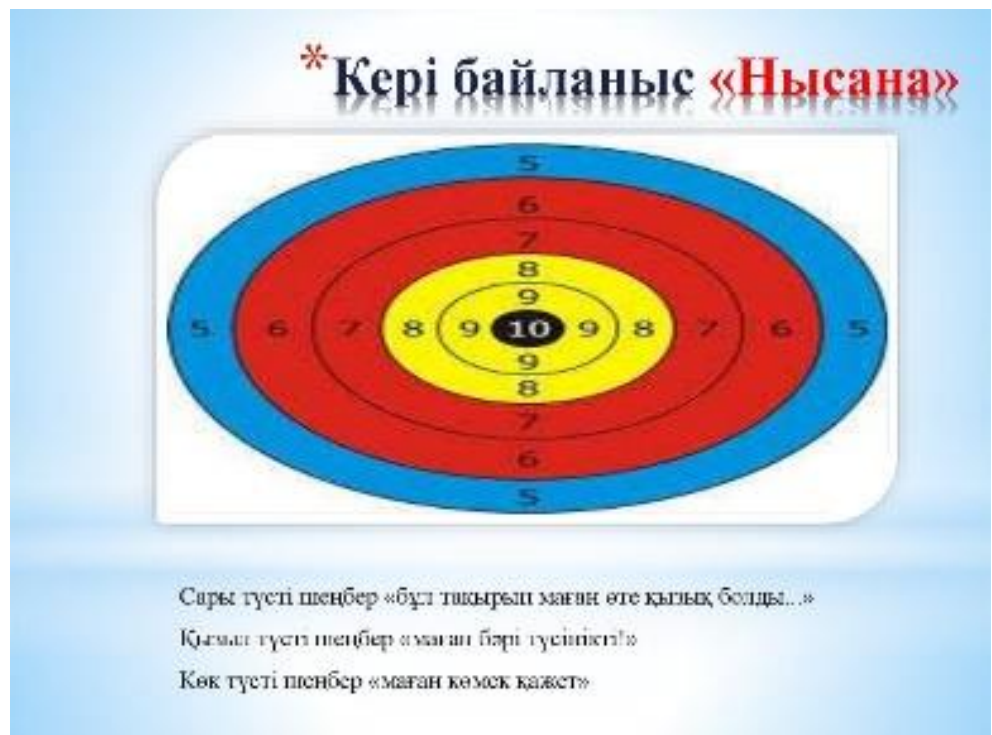 *Кері байланыс «Нысана»
5
6
7
8
9
5 6 7 8 9 10 9 8 7 6 5
9
8
7
6
5
Сары түсті шеңбер «бұл тақырып маған өте қызық болды...»
Қызыл түсті шеңбер «маған бәрі түсінікті!»
Көк түсті шеңбер «маған көмек қажет»